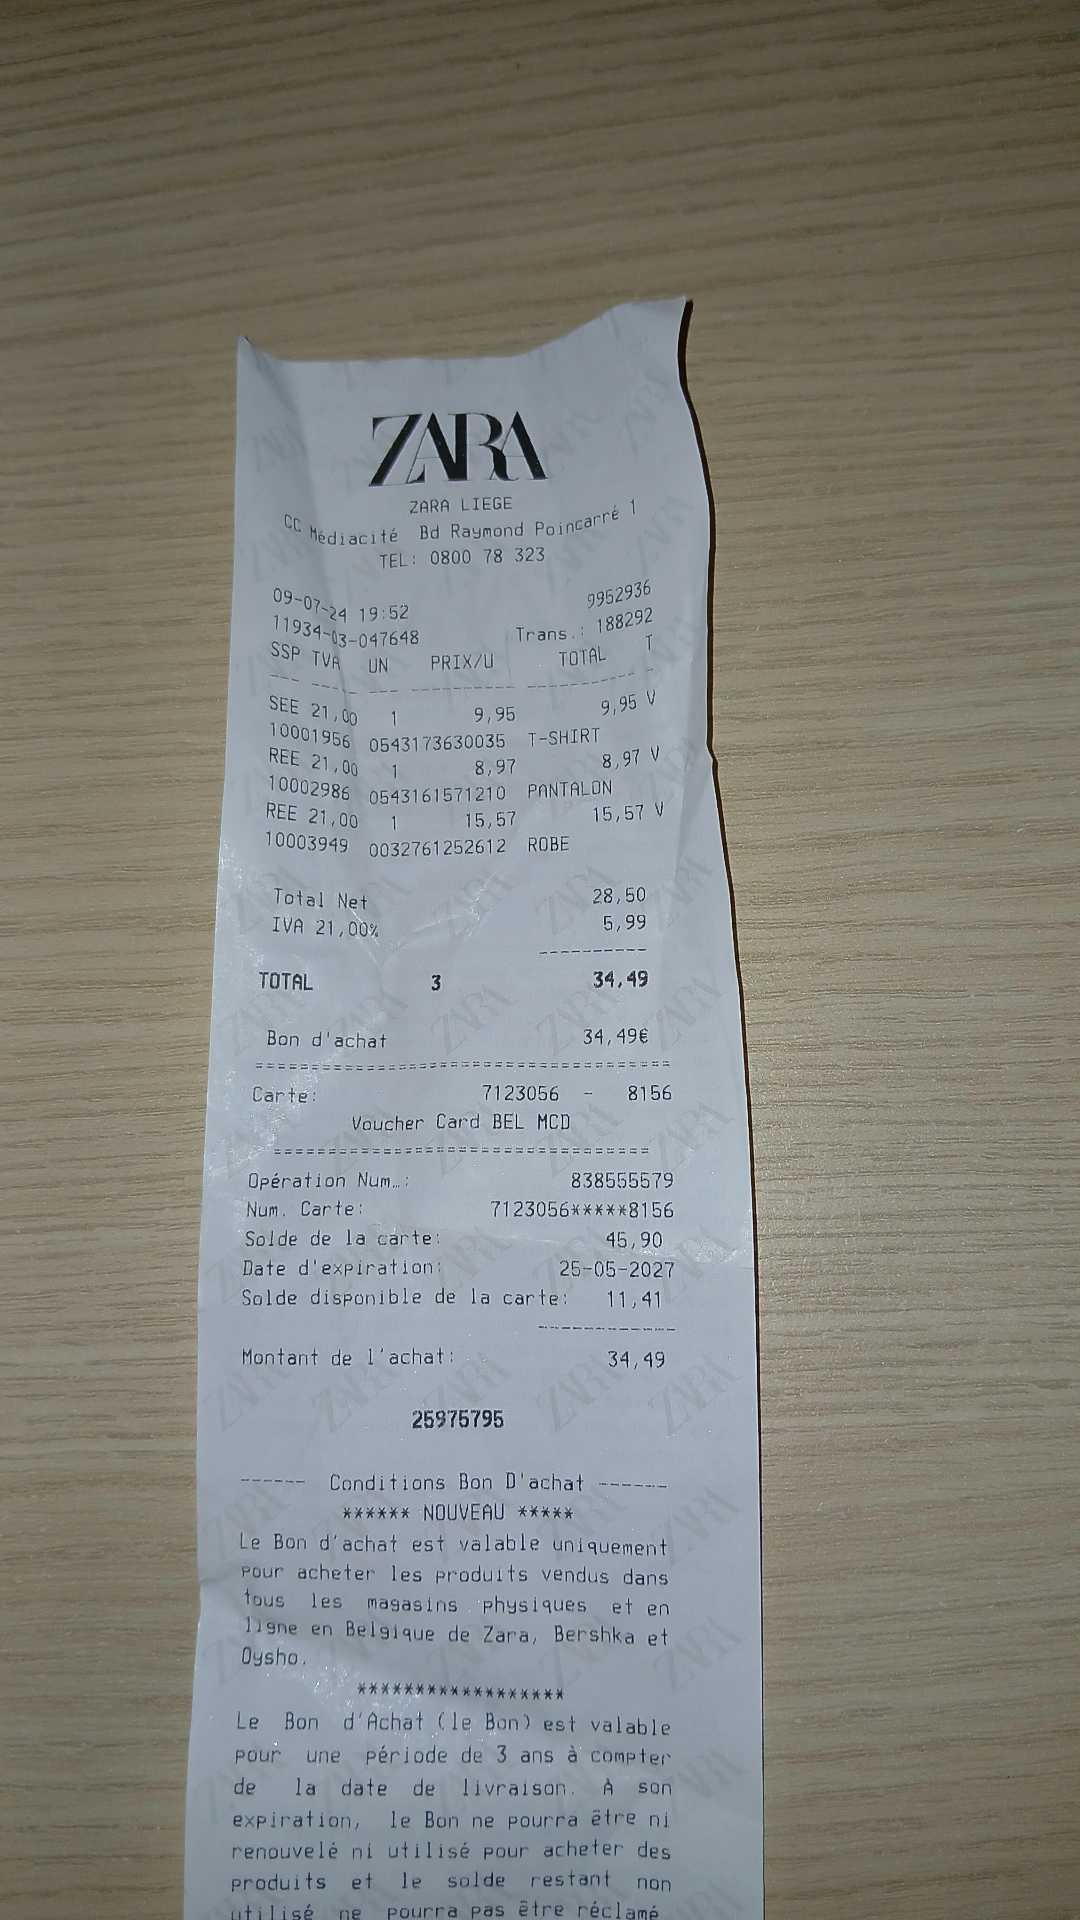 ZARA
ZARA LIEGE
CC Médiacité Bd Raymond Poincarré 1
TEL: 0800 78 323
09-07-24 19:52 9952936
11934-03-047648 Trans.: 188292
SSP TVA UN PRIX/U TOTAL T
--- ----- --- ---------- ---------- -
SEE 21,00 1 9,95 9,95 V
10001956 0543173630035 T-SHIRT
REE 21,00 1 8,97 8,97 V
10002986 0543161571210 PANTALON
REE 21,00 1 15,57 15,57 V
10003949 0032761252612 ROBE
Total Net 28,50
IVA 21,00% 5,99
----------
TOTAL 3 34,49
Bon d'achat 34,49€
========================================
Carte: 7123056 - 8156
Voucher Card BEL MCD
===================================
Opération Num…: 838555579
Num. Carte: 7123056*****8156
Solde de la carte: 45,90
Date d'expiration: 25-05-2027
Solde disponible de la carte: 11,41
-------------
Montant de l'achat: 34,49
25975795
------ Conditions Bon D'achat ------
****** NOUVEAU *****
Le Bon d'achat est valable uniquement
pour acheter les produits vendus dans
tous les magasins physiques et en
ligne en Belgique de Zara, Bershka et
Oysho.
******************
Le Bon d'Achat (le Bon) est valable
pour une période de 3 ans à compter
de la date de livraison. À son
expiration, le Bon ne pourra être ni
renouvelé ni utilisé pour acheter des
produits et le solde restant non
utilisé ne pourra pas être réclamé